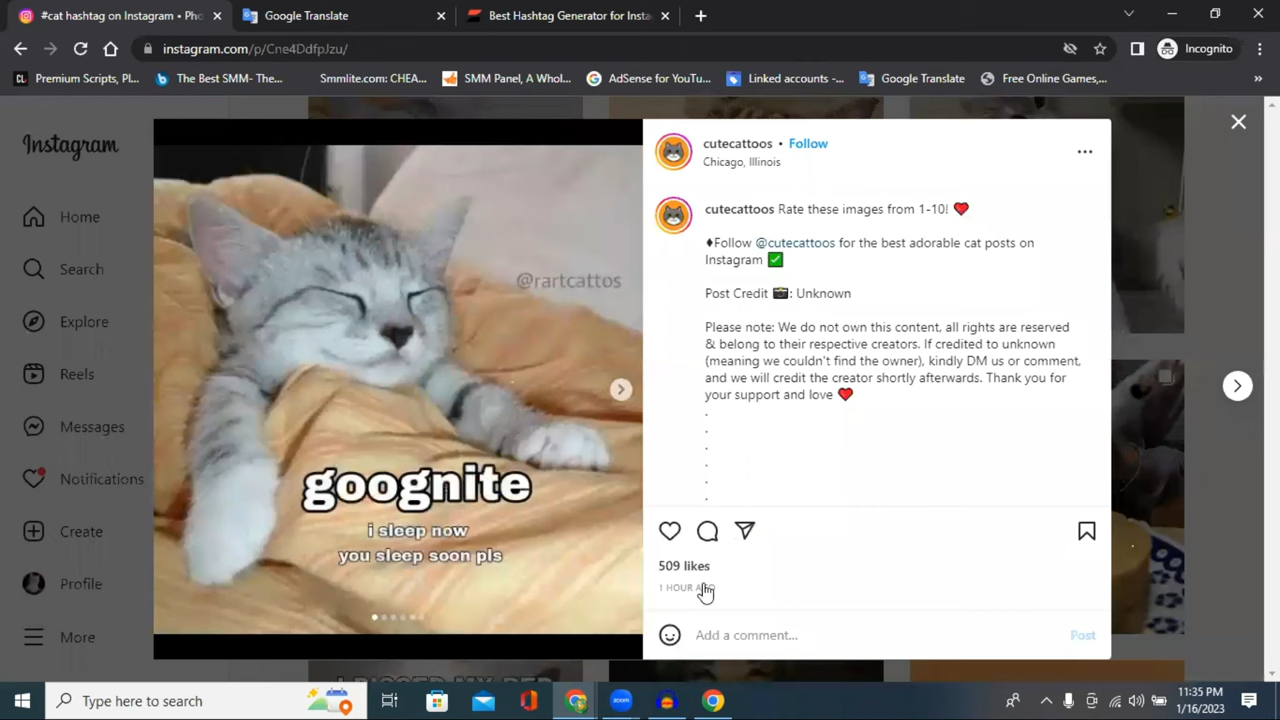 #cat hashtag on Instagram • Pho
Google Translate
Best Hashtag Generator for Insta
instagram.com/p/Cne4DdfpJzu/
Incognito
Premium Scripts, Pl...
The Best SMM- The...
Smmlite.com: CHEA...
SMM Panel, A Whol...
AdSense for YouTu...
Linked accounts -...
Google Translate
Free Online Games,...
Instagram
Home
Search
Explore
Reels
Messages
Notifications
Create
Profile
More
@rartcattos
goognite
i sleep now
you sleep soon pls
cutecattoos • Follow
Chicago, Illinois
cutecattoos Rate these images from 1-10! ❤️
♦Follow @cutecattoos for the best adorable cat posts on
Instagram ✅
Post Credit 📸: Unknown
Please note: We do not own this content, all rights are reserved
& belong to their respective creators. If credited to unknown
(meaning we couldn't find the owner), kindly DM us or comment,
and we will credit the creator shortly afterwards. Thank you for
your support and love ❤️
.
.
.
.
.
.
509 likes
1 HOUR AGO
Add a comment...
Post
Type here to search
11:35 PM
1/16/2023